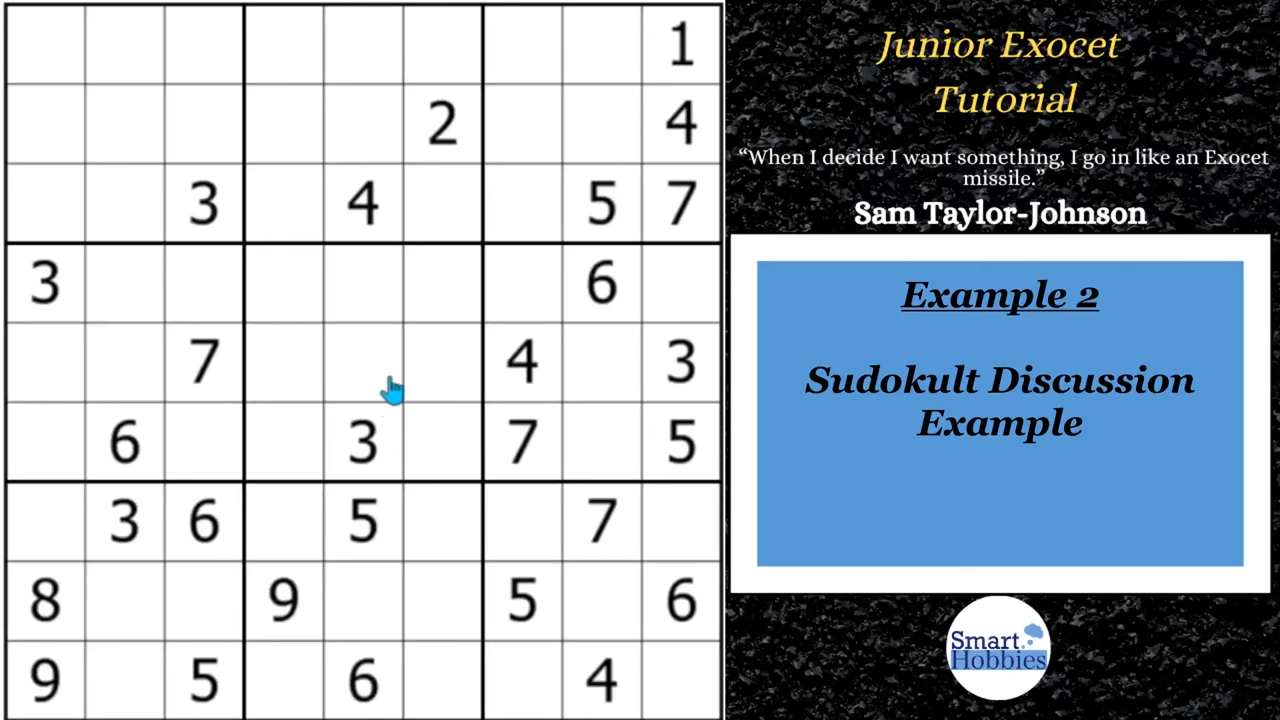 1
2 4
3 4 5 7
3 6
7 4 3
6 3 7 5
3 6 5 7
8 9 5 6
9 5 6 4
Junior Exocet
Tutorial
“When I decide I want something, I go in like an Exocet
missile.”
Sam Taylor-Johnson
Example 2
Sudokult Discussion
Example
Smart
Hobbies